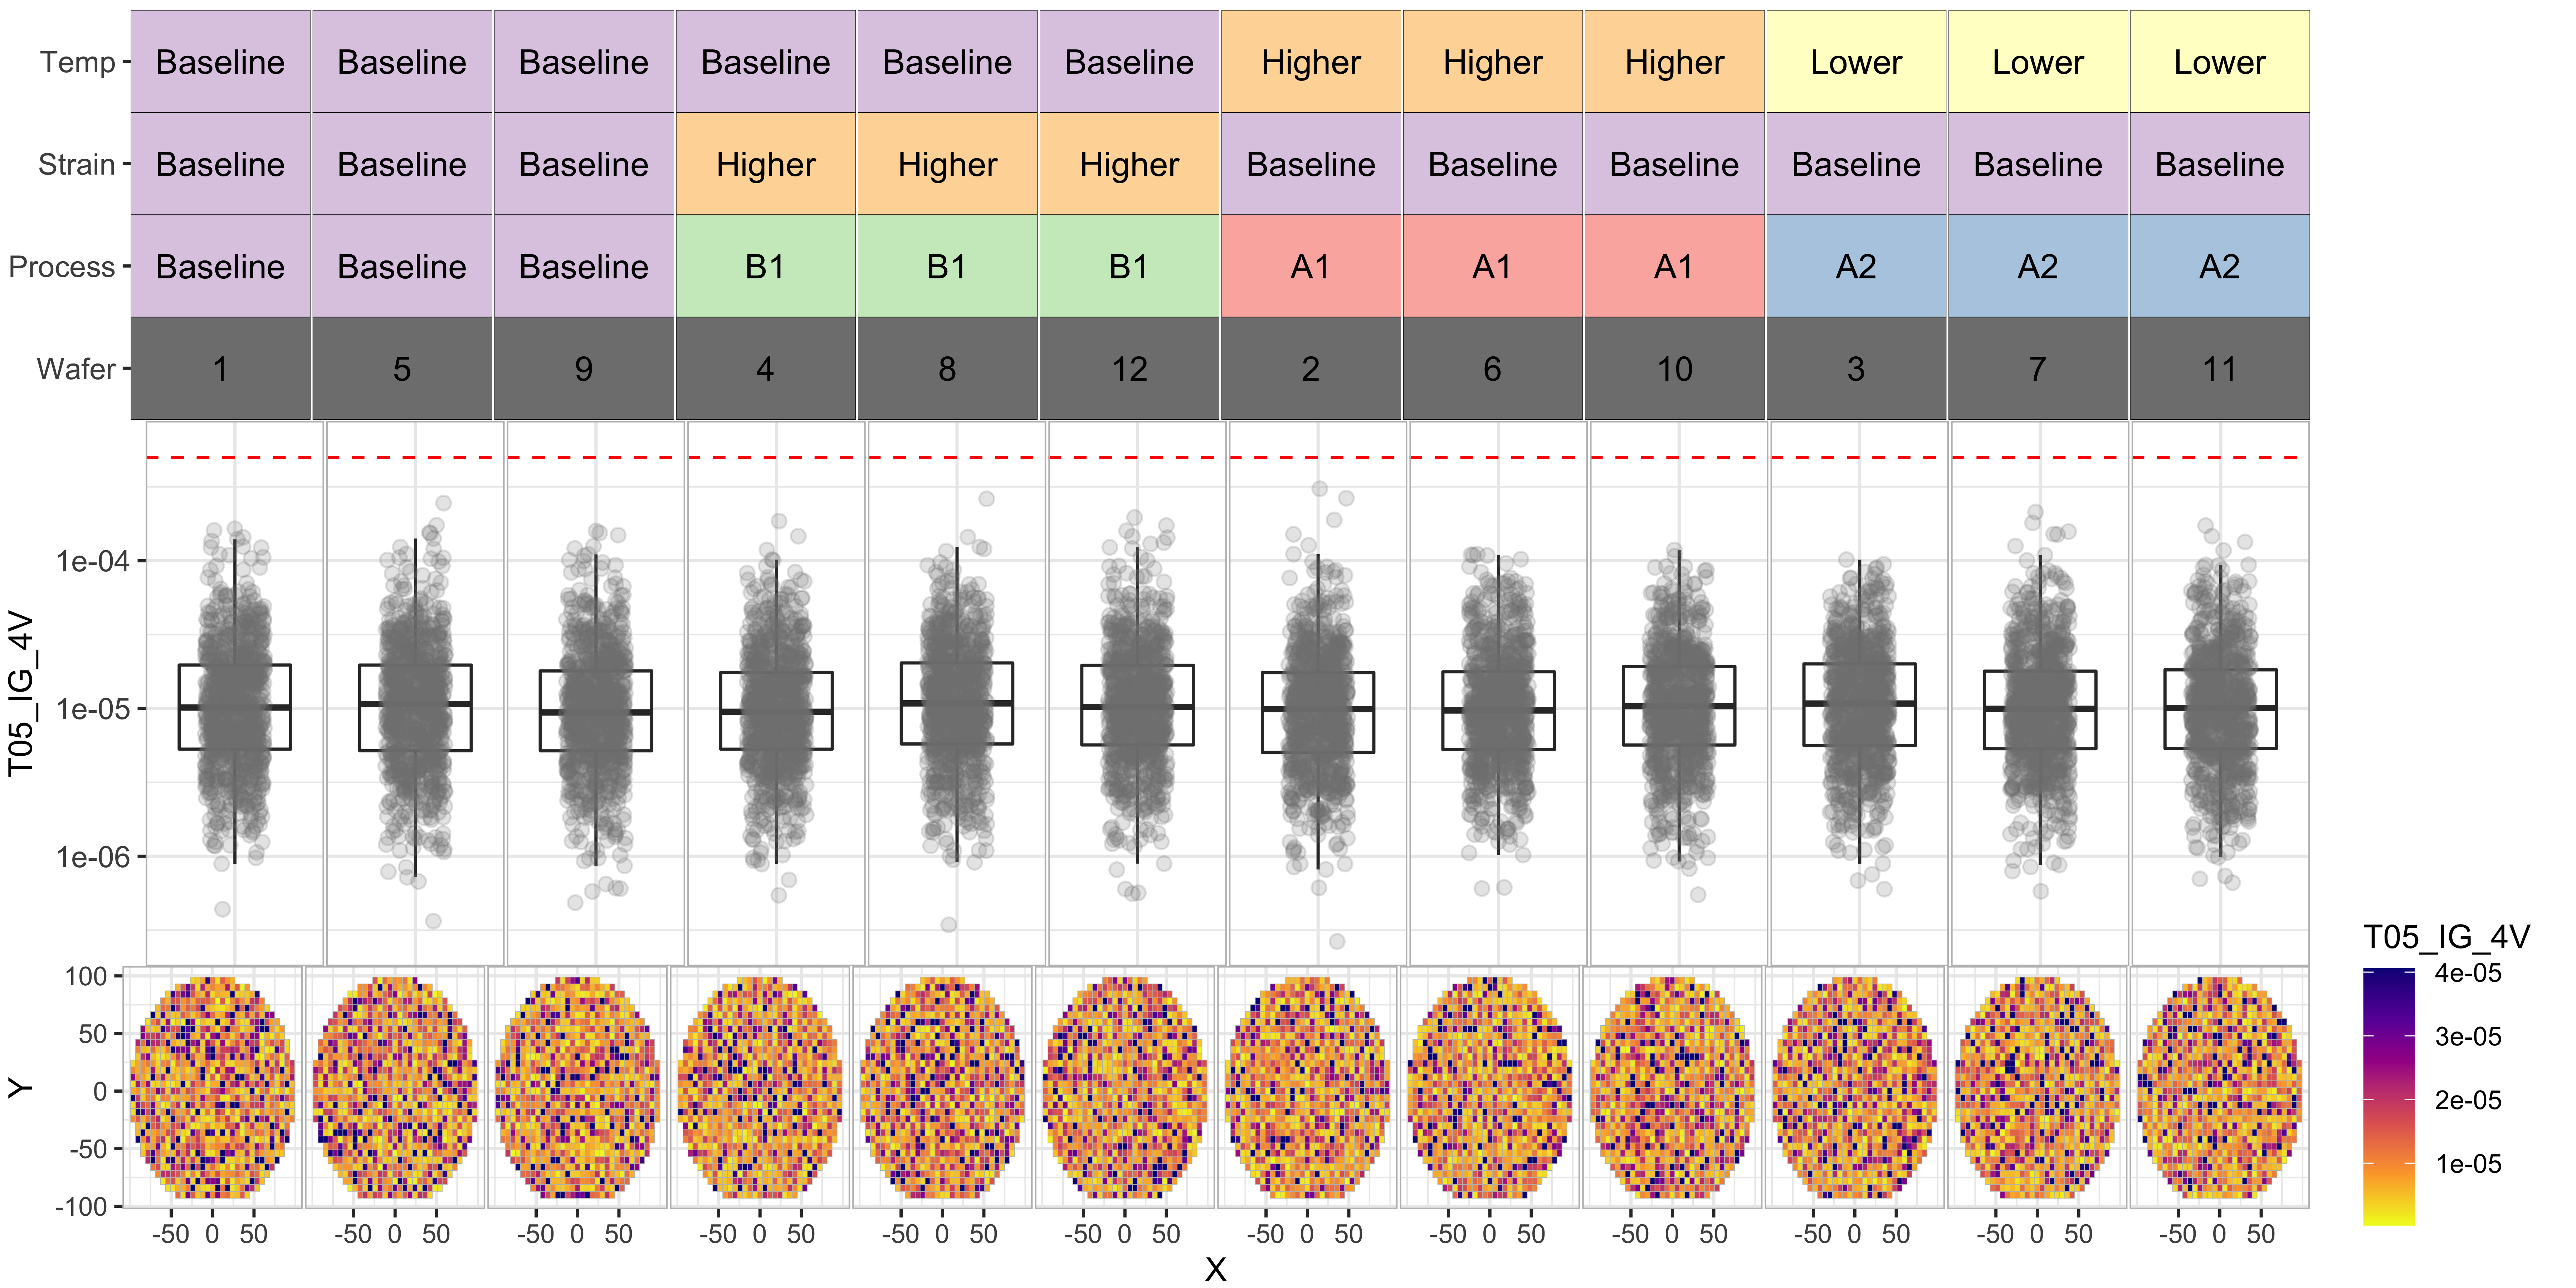 Temp Baseline Baseline Baseline Baseline Baseline Baseline Higher Higher Higher Lower Lower Lower
Strain Baseline Baseline Baseline Higher Higher Higher Baseline Baseline Baseline Baseline Baseline Baseline
Process Baseline Baseline Baseline B1 B1 B1 A1 A1 A1 A2 A2 A2
Wafer 1 5 9 4 8 12 2 6 10 3 7 11
T05_IG_4V
1e-04
1e-05
1e-06
Y
100
50
0
-50
-100
-50 0 50 -50 0 50 -50 0 50 -50 0 50 -50 0 50 -50 0 50 -50 0 50 -50 0 50 -50 0 50 -50 0 50 -50 0 50 -50 0 50
X
T05_IG_4V
4e-05
3e-05
2e-05
1e-05